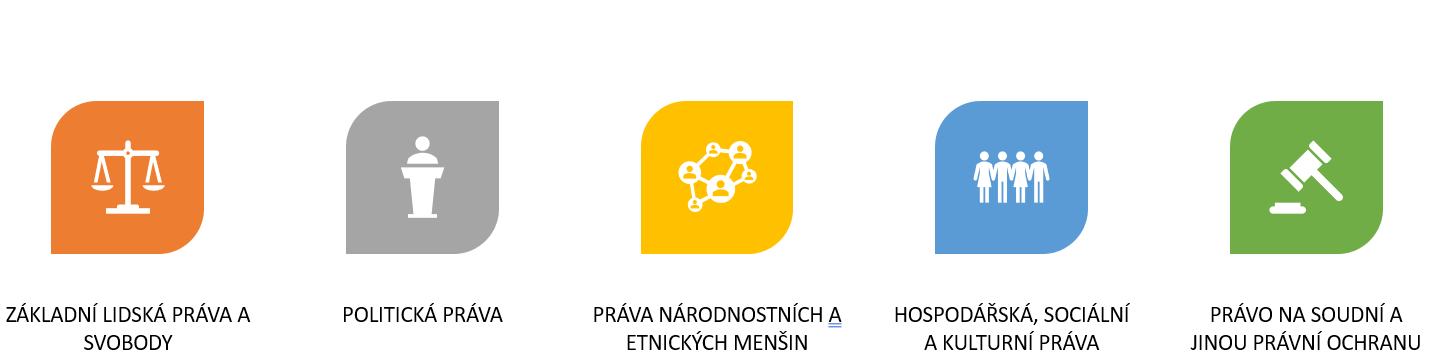 ZÁKLADNÍ LIDSKÁ PRÁVA A
SVOBODY
POLITICKÁ PRÁVA
PRÁVA NÁRODNOSTNÍCH A
ETNICKÝCH MENŠIN
HOSPODÁŘSKÁ, SOCIÁLNÍ
A KULTURNÍ PRÁVA
PRÁVO NA SOUDNÍ A
JINOU PRÁVNÍ OCHRANU